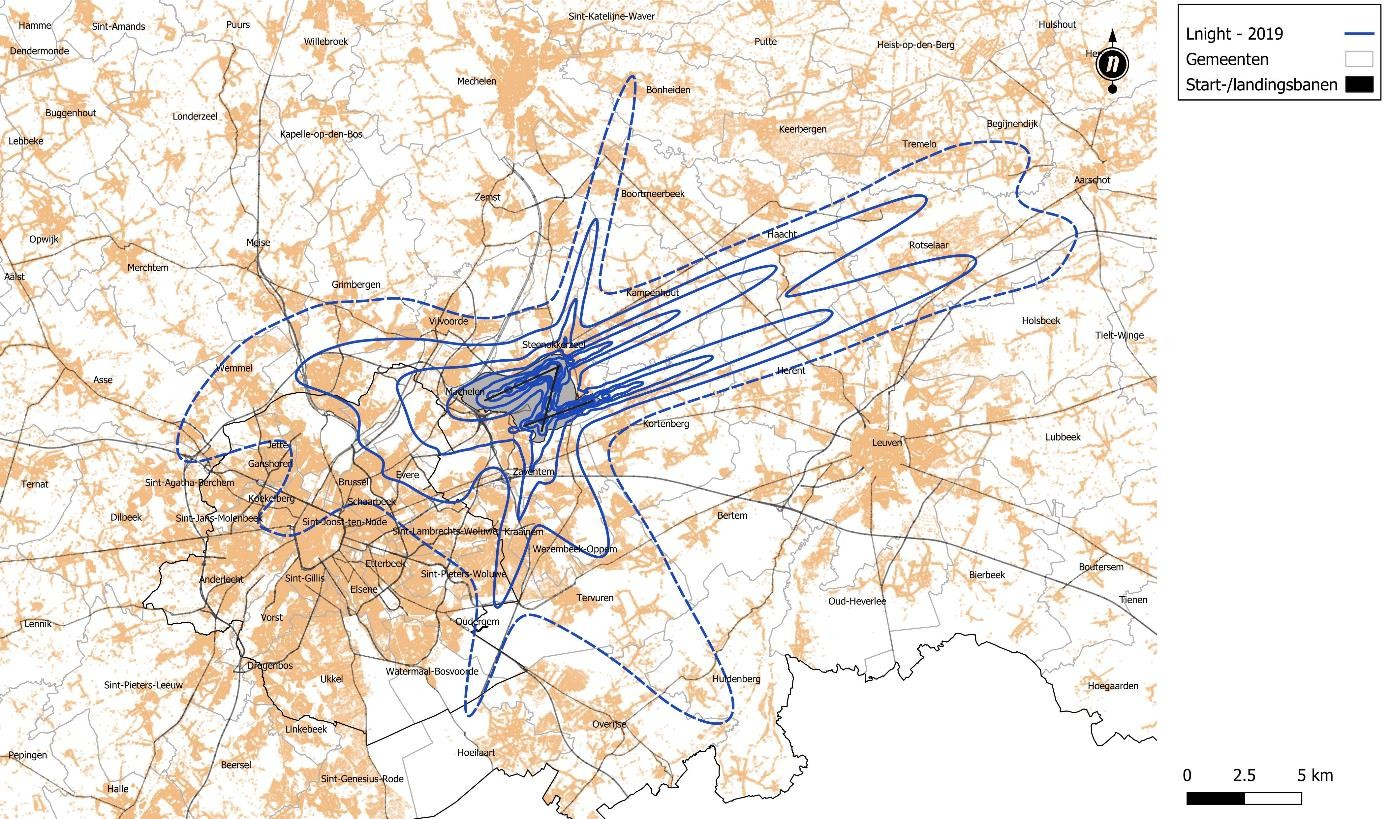 Hamme
Sint-Amands
Puurs
Willebroek
Sint-Katelijne-Waver
Putte
Heist-op-den-Berg
Hulshout
Dendermonde
Mechelen
Bonheiden
Buggenhout
Londerzeel
Kapelle-op-den-Bos
Keerbergen
Begijnendijk
Lebbeke
Tremelo
Zemst
Boortmeerbeek
Aarschot
Opwijk
Meise
Haacht
Rotselaar
Aalst
Merchtem
Grimbergen
Kampenhout
Vilvoorde
Holsbeek
Tielt-Winge
Steenokkerzeel
Wemmel
Asse
Machelen
Herent
Kortenberg
Leuven
Lubbeek
Jette
Ganshoren
Ternat
Sint-Agatha-Berchem
Brussel
Evere
Zaventem
Koekelberg
Schaarbeek
Dilbeek
Sint-Jans-Molenbeek
Sint-Joost-ten-Node
Sint-Lambrechts-Woluwe
Kraainem
Bertem
Wezembeek-Oppem
Etterbeek
Anderlecht
Sint-Gillis
Elsene
Sint-Pieters-Woluwe
Bierbeek
Boutersem
Tervuren
Oud-Heverlee
Tienen
Lennik
Vorst
Oudergem
Drogenbos
Ukkel
Watermaal-Bosvoorde
Sint-Pieters-Leeuw
Huldenberg
Hoegaarden
Linkebeek
Overijse
Pepingen
Beersel
Hoeilaart
Sint-Genesius-Rode
Halle
n
Lnight - 2019
Gemeenten
Start-/landingsbanen
0 2.5 5 km